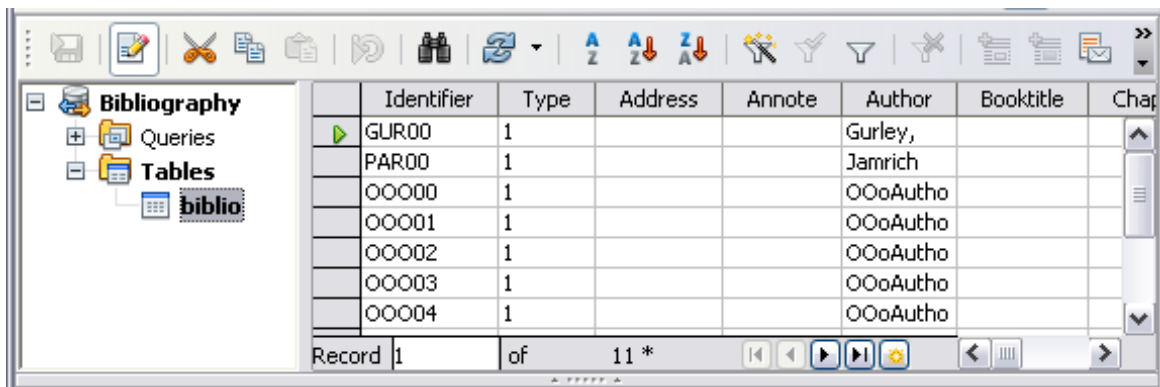 Bibliography
Queries
Tables
biblio
Identifier Type Address Annote Author Booktitle Chap
GUR00 1 Gurley,
PAR00 1 Jamrich
OOO00 1 OOoAutho
OOO01 1 OOoAutho
OOO02 1 OOoAutho
OOO03 1 OOoAutho
OOO04 1 OOoAutho
Record 1 of 11 *